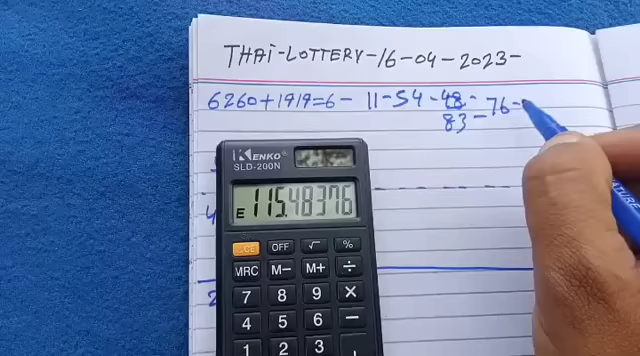 THAI-LOTTERY-16-04-2023-
6260+1919=6- 11-54-48- 76-
83-
KENKO
SLD-200N
E 115.48376
OFF √ %
MRC M- M+ ÷
7 8 9 ×
4 5 6 −
1 2 3